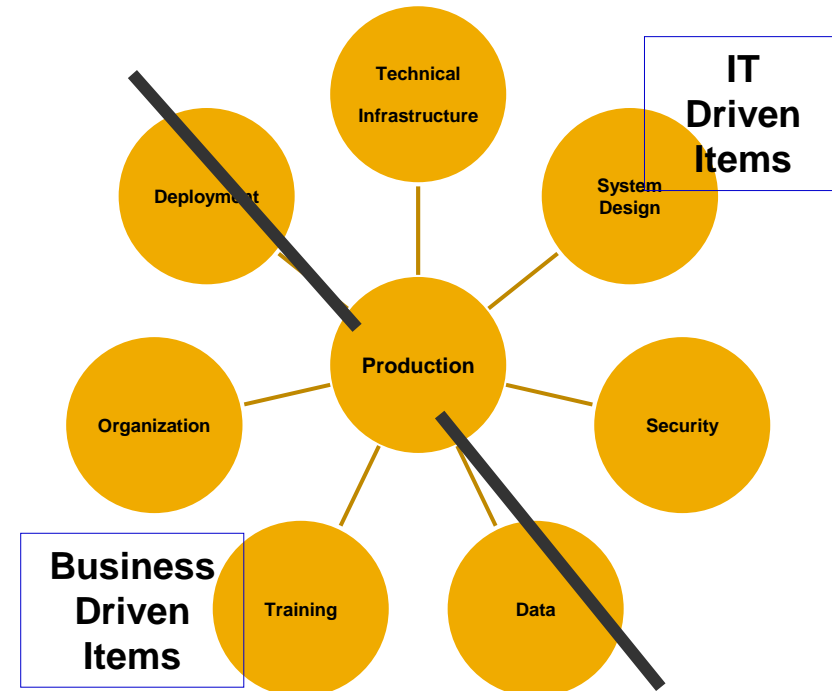 Technical
Infrastructure
IT
Driven
Items
Deployment
System
Design
Production
Organization
Security
Business
Driven
Items
Training
Data